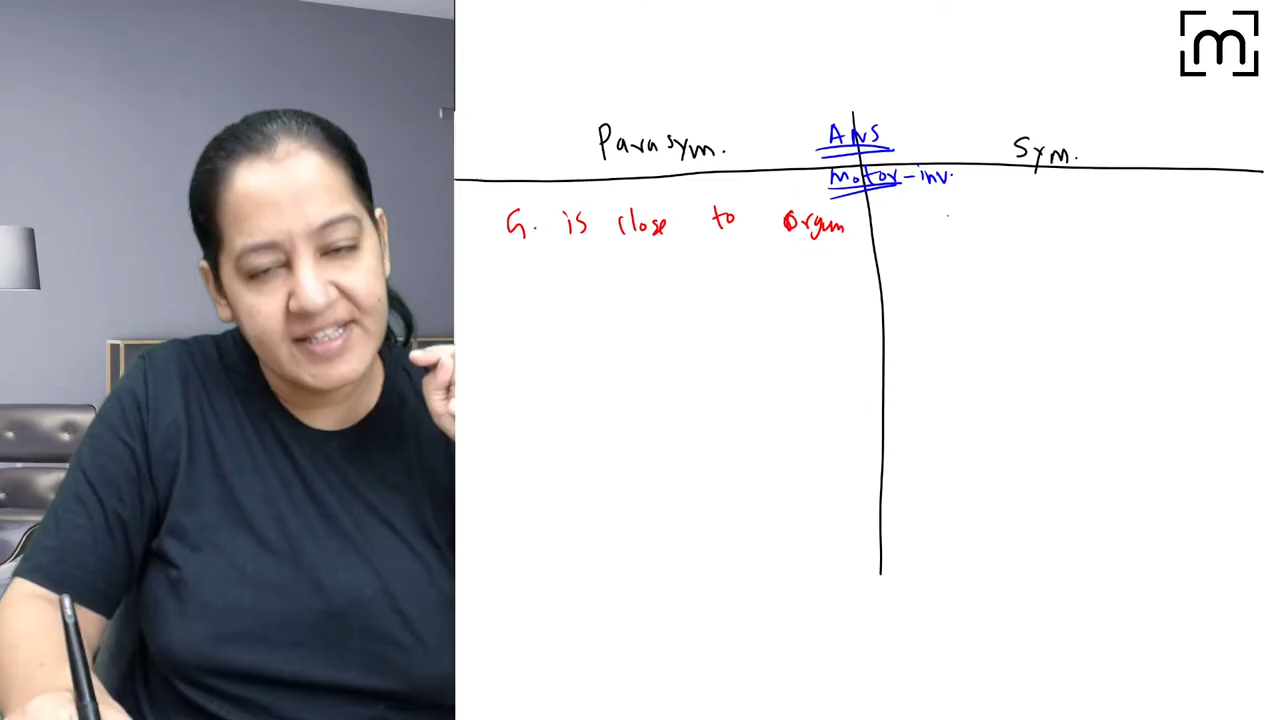 m
Parasym. ANS Sym.
Motor-inv.
G. is close to organ